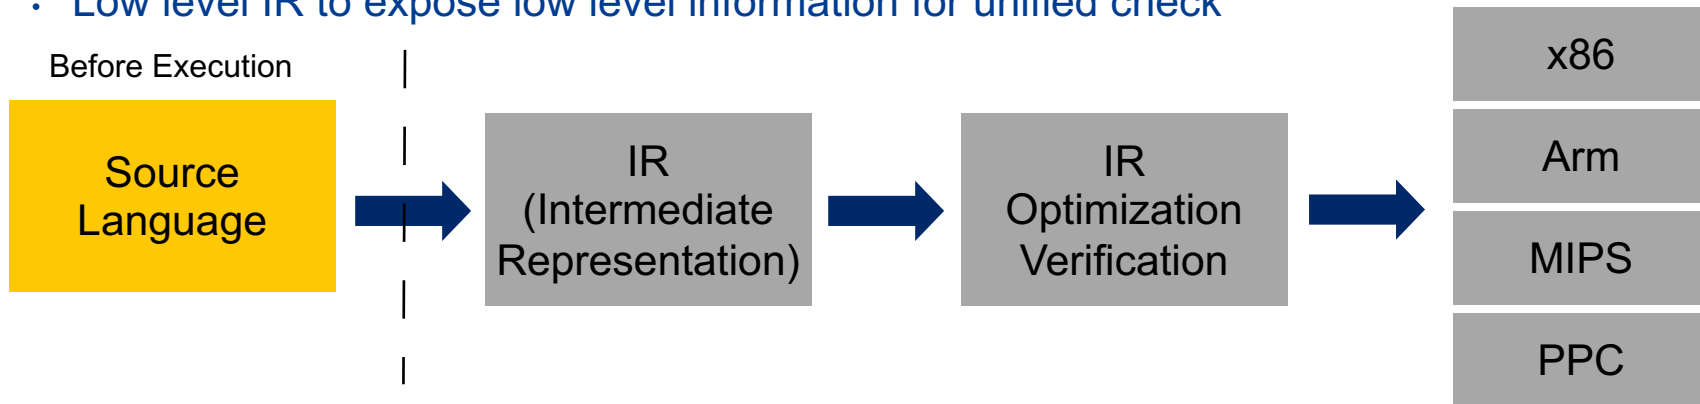 • Low level IR to expose low level information for unified check
Before Execution
Source
Language
IR
(Intermediate
Representation)
IR
Optimization
Verification
x86
Arm
MIPS
PPC